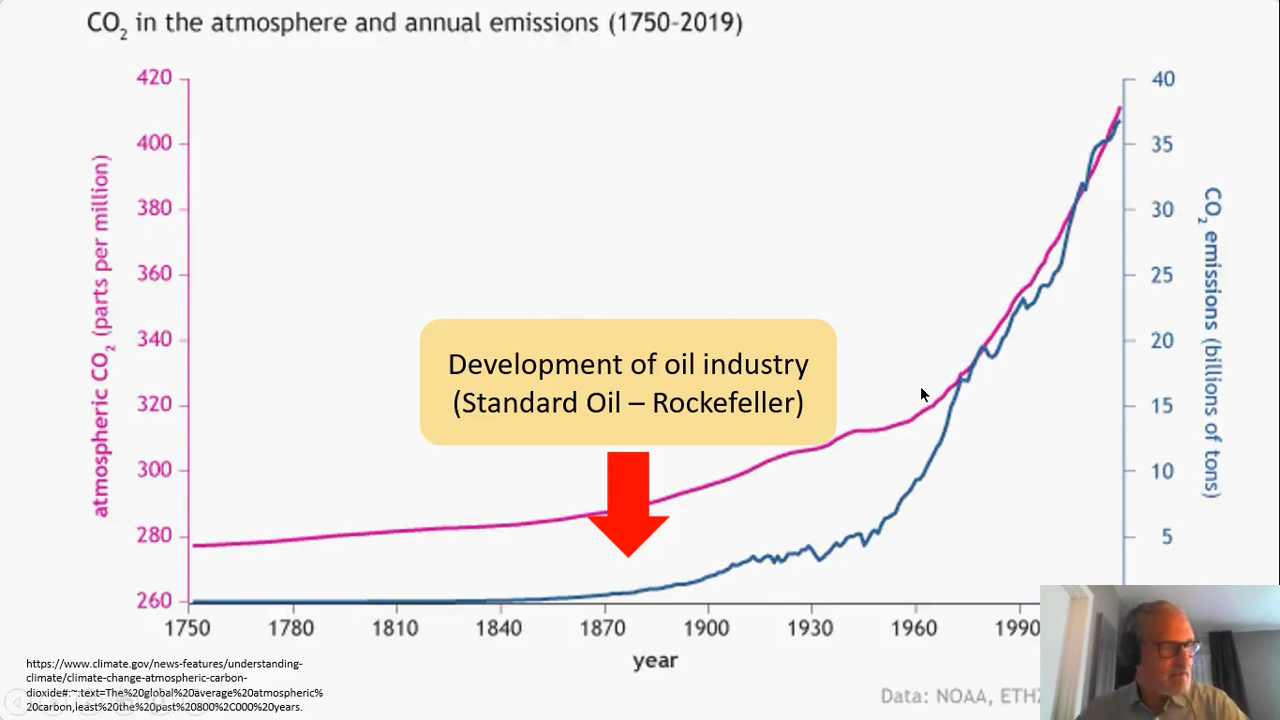 CO2 in the atmosphere and annual emissions (1750-2019)
420
400
380
360
340
320
300
280
260
atmospheric CO2 (parts per million)
40
35
30
25
20
15
10
5
CO2 emissions (billions of tons)
Development of oil industry
(Standard Oil – Rockefeller)
1750
1780
1810
1840
1870
1900
1930
1960
1990
year
https://www.climate.gov/news-features/understanding-
climate/climate-change-atmospheric-carbon-
dioxide#:~:text=The%20global%20average%20atmospheric%
20carbon,least%20the%20past%20800%2C000%20years.
Data: NOAA, ETHZ